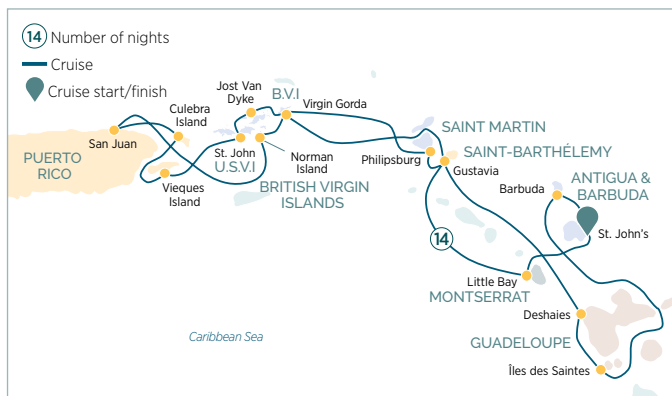 14 Number of nights
Cruise
Cruise start/finish
Jost Van
Dyke
B.V.I
Virgin Gorda
Culebra
Island
San Juan
St. John
U.S.V.I
Norman
Island
SAINT MARTIN
Philipsburg
SAINT-BARTHÉLEMY
Gustavia
PUERTO
RICO
Vieques
Island
BRITISH VIRGIN
ISLANDS
Barbuda
ANTIGUA &
BARBUDA
St. John's
14
Little Bay
MONTSERRAT
Deshaies
Caribbean Sea
GUADELOUPE
Îles des Saintes